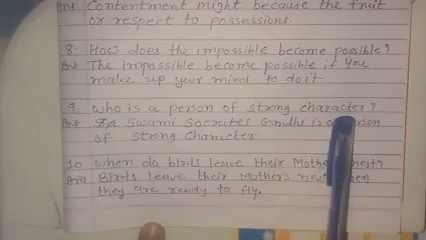 Ans Contentment might because the fruit
or respect to possessions.
8. How does the impossible become possible?
Ans The impossible become possible if you
make up your mind to do it
9 who is a person of strong character?
Ans Swami Socrates Gandhi is a
of Strong Character
10 when do birds leave their Mother
Ans Birds leave their Mother's
they are ready to fly.